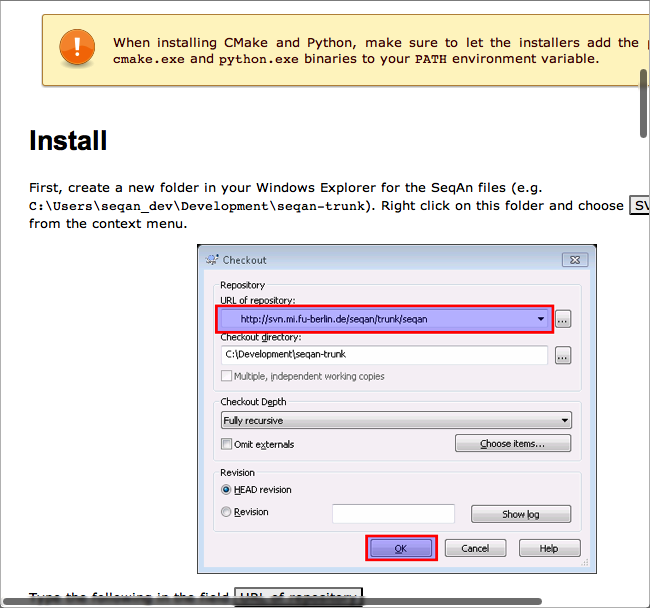 When installing CMake and Python, make sure to let the installers add the
cmake.exe and python.exe binaries to your PATH environment variable.
Install
First, create a new folder in your Windows Explorer for the SeqAn files (e.g.
C:\Users\seqan_dev\Development\seqan-trunk). Right click on this folder and choose
from the context menu.
Checkout
Repository
URL of repository:
http://svn.mi.fu-berlin.de/seqan/trunk/seqan
...
Checkout directory:
C:\Development\seqan-trunk
...
Multiple, independent working copies
Checkout Depth
Fully recursive
Omit externals
Choose items...
Revision
HEAD revision
Revision
Show log
OK
Cancel
Help
Type the following in the field URL of repository